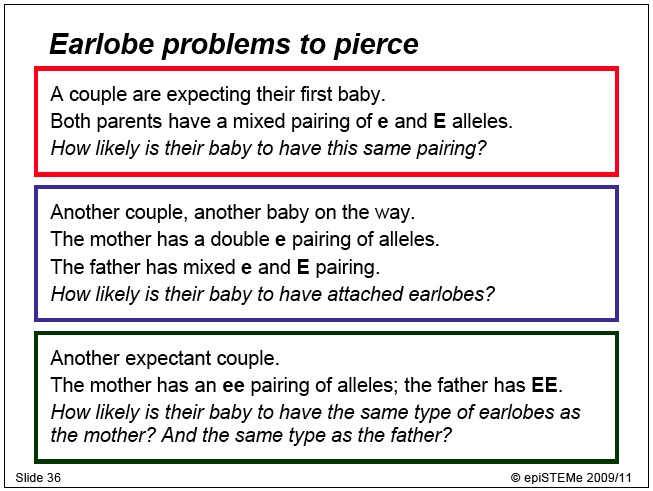 Earlobe problems to pierce
A couple are expecting their first baby.
Both parents have a mixed pairing of e and E alleles.
How likely is their baby to have this same pairing?
Another couple, another baby on the way.
The mother has a double e pairing of alleles.
The father has mixed e and E pairing.
How likely is their baby to have attached earlobes?
Another expectant couple.
The mother has an ee pairing of alleles; the father has EE.
How likely is their baby to have the same type of earlobes as
the mother? And the same type as the father?
Slide 36
© epiSTEMe 2009/11